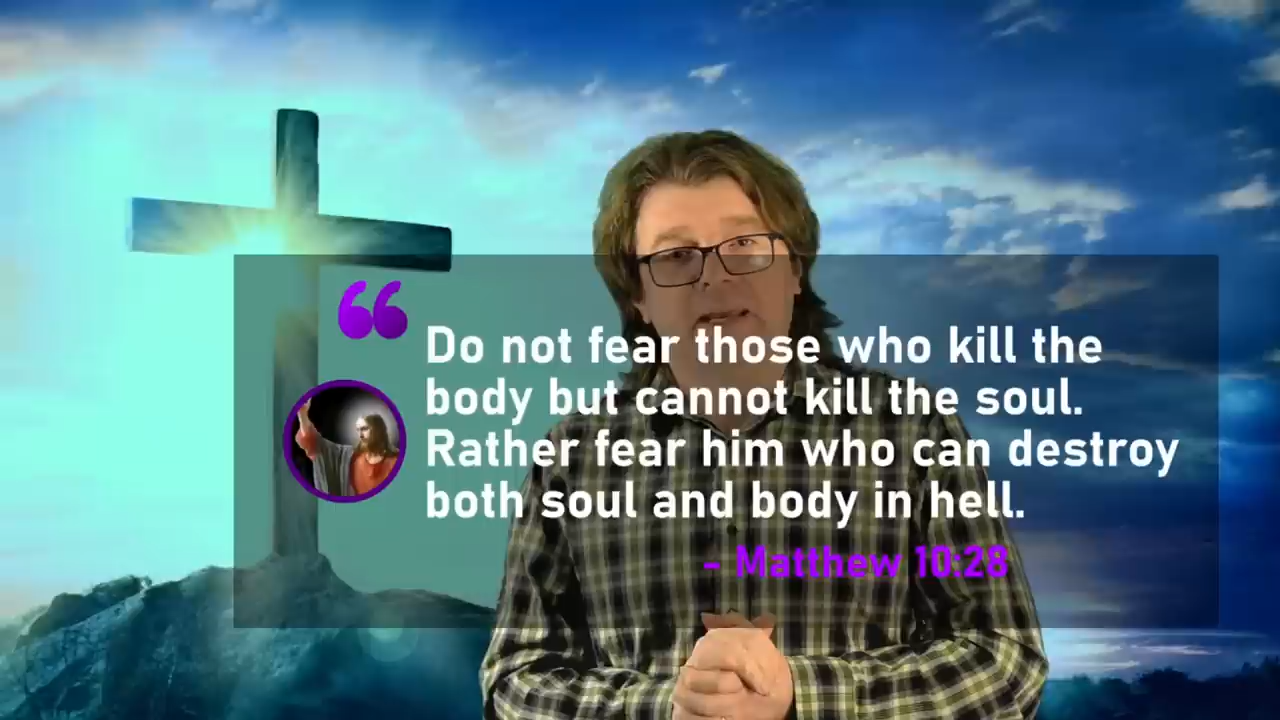 Do not fear those who kill the
body but cannot kill the soul.
Rather fear him who can destroy
both soul and body in hell.
- Matthew 10:28